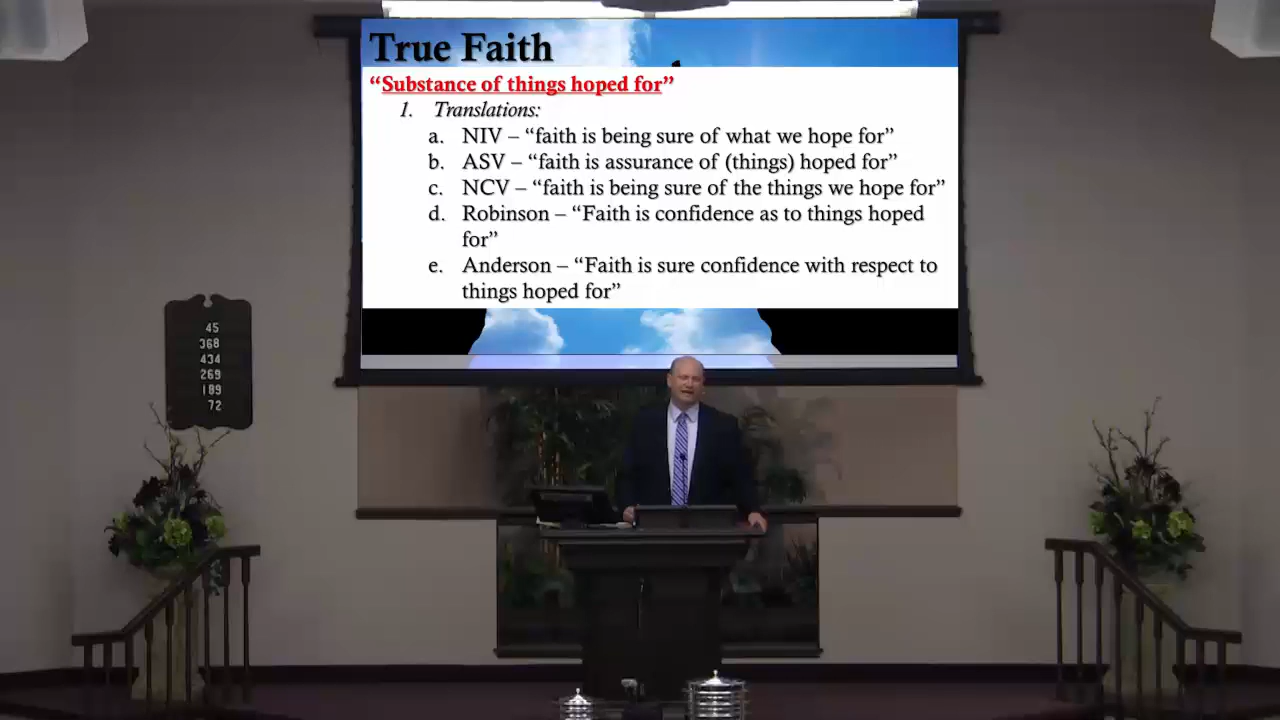 True Faith
“Substance of things hoped for”
1. Translations:
a. NIV – “faith is being sure of what we hope for”
b. ASV – “faith is assurance of (things) hoped for”
c. NCV – “faith is being sure of the things we hope for”
d. Robinson – “Faith is confidence as to things hoped
for”
e. Anderson – “Faith is sure confidence with respect to
things hoped for”
45
368
434
269
189
72